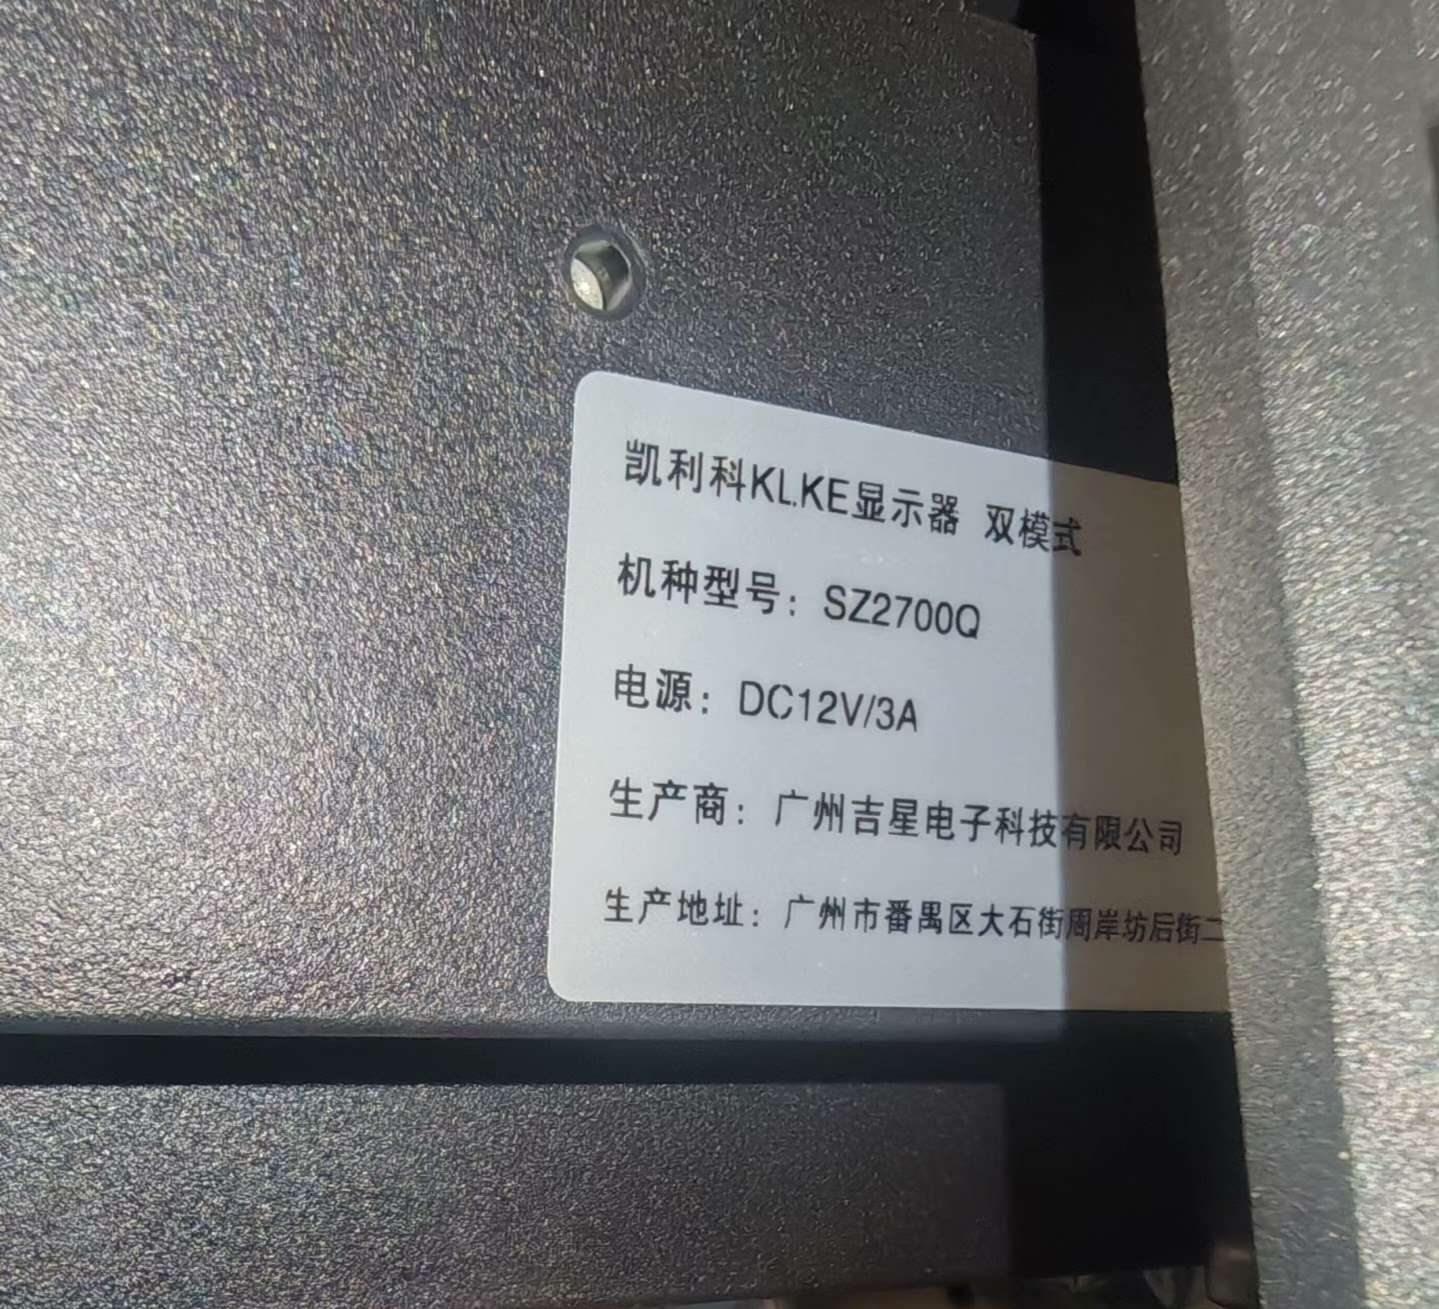 凯利科KL.KE显示器 双模式
机种型号：SZ2700Q
电源：DC12V/3A
生产商：广州吉星电子科技有限公司
生产地址：广州市番禺区大石街周岸坊后街二